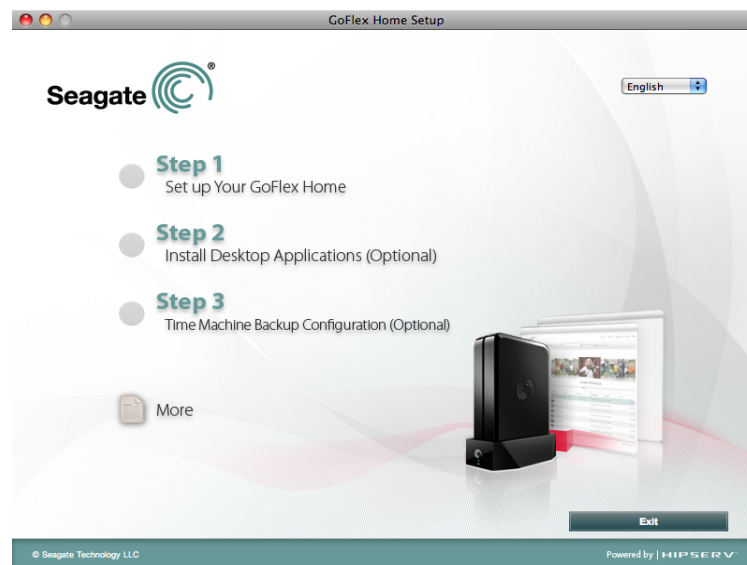 GoFlex Home Setup
Seagate®
English
Step 1
Set up Your GoFlex Home
Step 2
Install Desktop Applications (Optional)
Step 3
Time Machine Backup Configuration (Optional)
More
Exit
© Seagate Technology LLC
Powered by | HIPSERV™